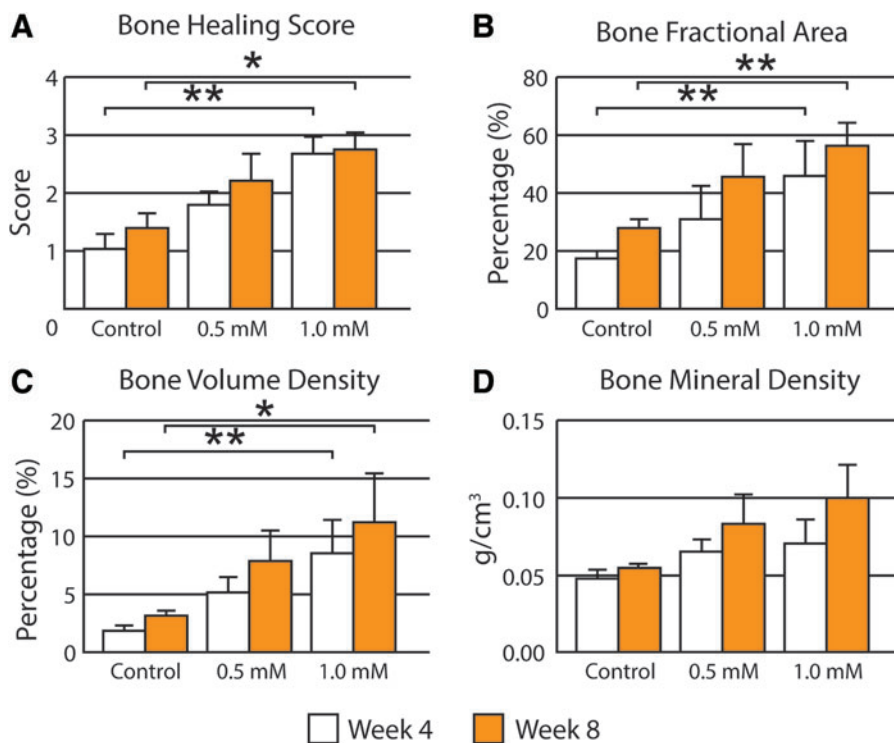 A Bone Healing Score
*
**
4
3
2
1
0
Score
Control 0.5 mM 1.0 mM
B Bone Fractional Area
**
**
80
60
40
20
0
Percentage (%)
Control 0.5 mM 1.0 mM
C Bone Volume Density
*
**
20
15
10
5
0
Percentage (%)
Control 0.5 mM 1.0 mM
D Bone Mineral Density
0.15
0.10
0.05
0.00
g/cm³
Control 0.5 mM 1.0 mM
Week 4 Week 8